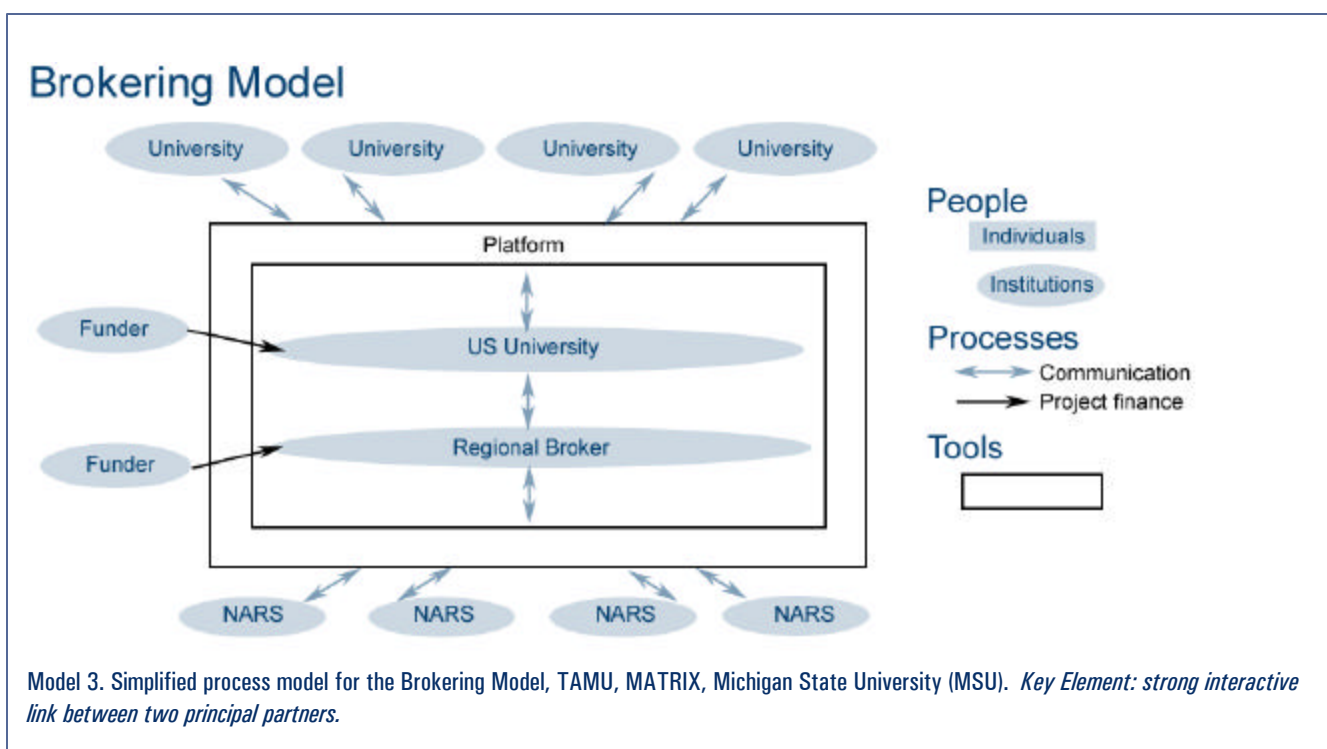 Brokering Model
University
University
University
University
Platform
Funder
US University
Funder
Regional Broker
NARS
NARS
NARS
NARS
People
Individuals
Institutions
Processes
Communication
Project finance
Tools
Model 3. Simplified process model for the Brokering Model, TAMU, MATRIX, Michigan State University (MSU). Key Element: strong interactive
link between two principal partners.